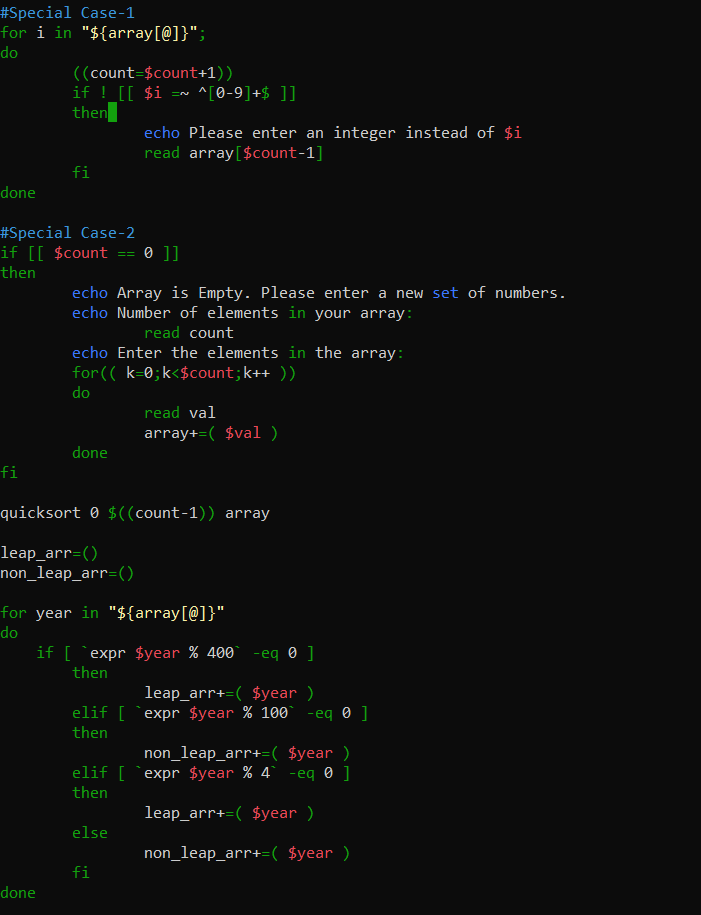 #Special Case-1
for i in "${array[@]}";
do
        ((count=$count+1))
        if ! [[ $i =~ ^[0-9]+$ ]]
        then
                echo Please enter an integer instead of $i
                read array[$count-1]
        fi
done

#Special Case-2
if [[ $count == 0 ]]
then
        echo Array is Empty. Please enter a new set of numbers.
        echo Number of elements in your array:
                read count
        echo Enter the elements in the array:
        for(( k=0;k<$count;k++ ))
        do
                read val
                array+=( $val )
        done
fi

quicksort 0 $((count-1)) array

leap_arr=()
non_leap_arr=()

for year in "${array[@]}"
do
    if [ `expr $year % 400` -eq 0 ]
        then
                leap_arr+=( $year )
        elif [ `expr $year % 100` -eq 0 ]
        then
                non_leap_arr+=( $year )
        elif [ `expr $year % 4` -eq 0 ]
        then
                leap_arr+=( $year )
        else
                non_leap_arr+=( $year )
        fi
done